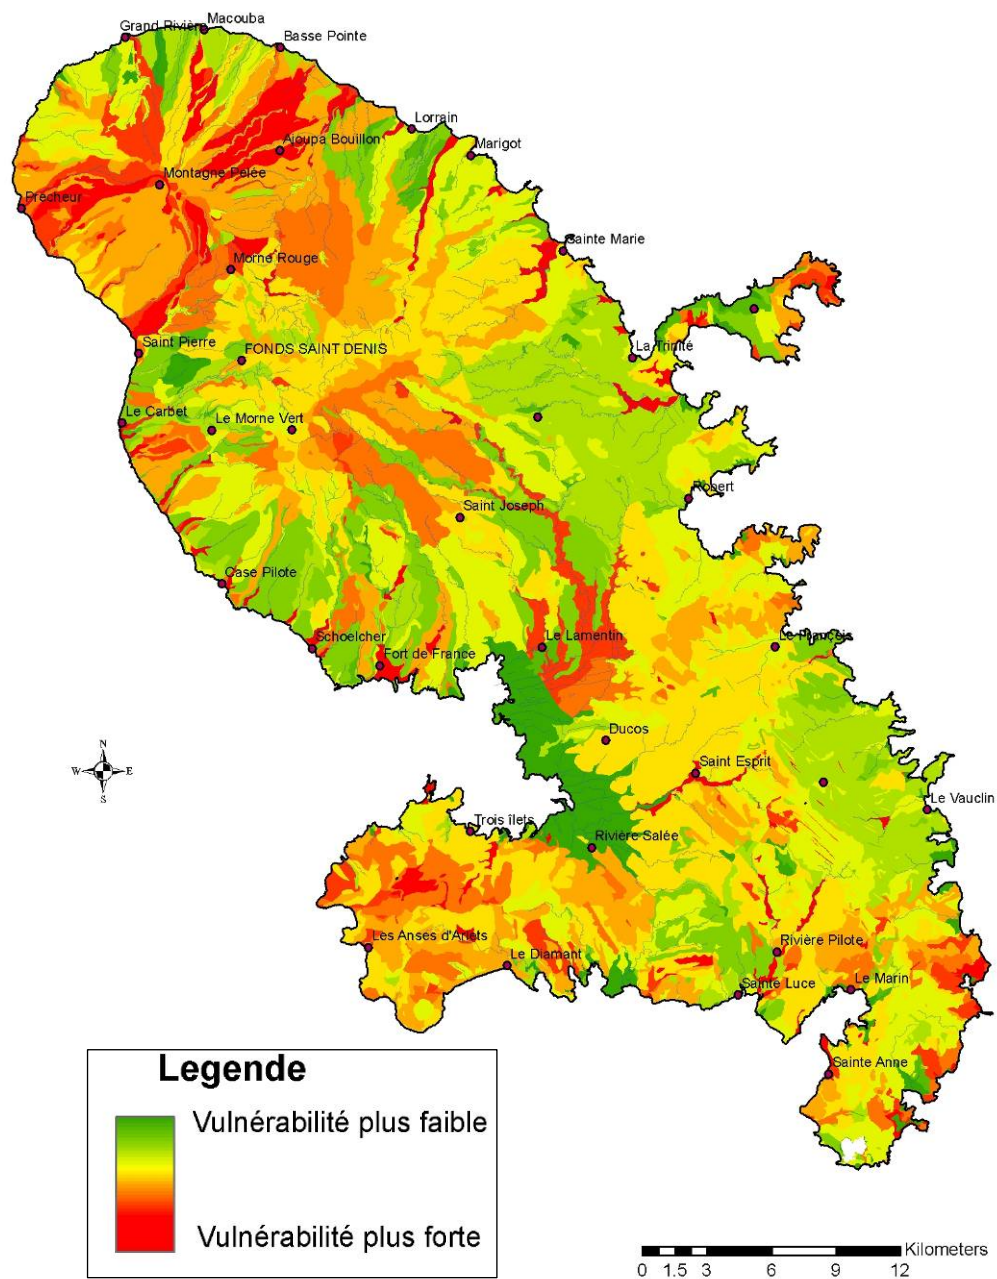 Macouba
Grand Rivière
Basse Pointe
Lorrain
Ajoupa Bouillon
Marigot
Montagne Pelée
Prêcheur
Sainte Marie
Morne Rouge
Saint Pierre
FONDS SAINT DENIS
La Trinité
Le Carbet
Le Morne Vert
Robert
Saint Joseph
Case Pilote
Schoelcher
Le Lamentin
Le François
Fort de France
Ducos
N
W
E
S
Saint Esprit
Le Vauclin
Trois îlets
Rivière Salée
Les Anses d'Arlets
Rivière Pilote
Le Diamant
Sainte Luce
Le Marin
Sainte Anne
Legende
Vulnérabilité plus faible
Vulnérabilité plus forte
Kilometers
0 1.5 3 6 9 12